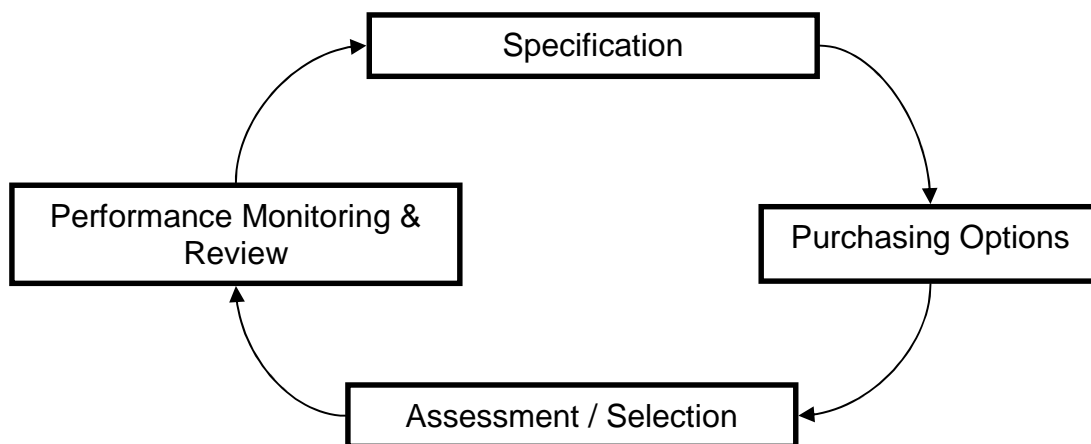 Specification
Performance Monitoring &
Review
Purchasing Options
Assessment / Selection